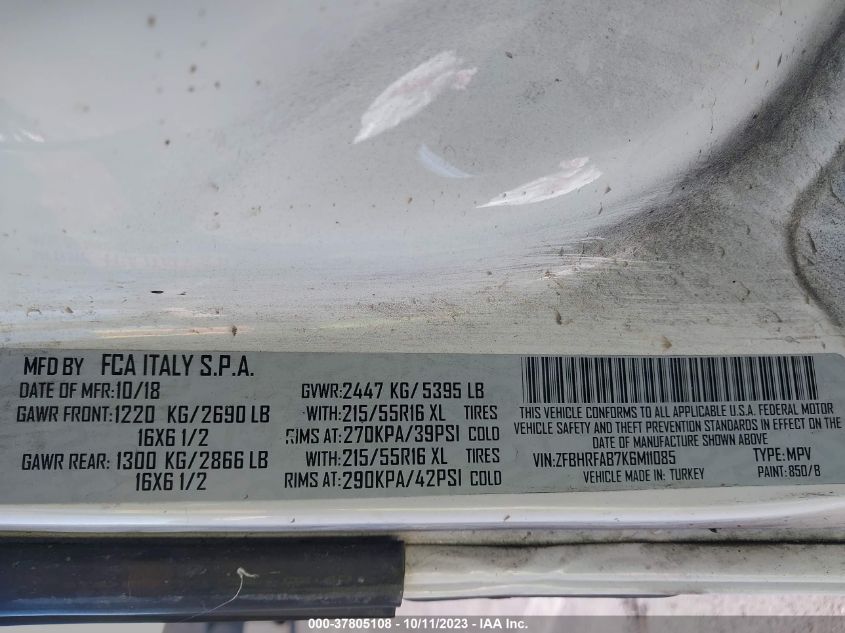 MFD BY FCA ITALY S.P.A.
DATE OF MFR:10/18 GVWR:2447 KG/5395 LB
GAWR FRONT:1220 KG/2690 LB WITH:215/55R16 XL TIRES
16X6 1/2 RIMS AT:270KPA/39PSI COLD
GAWR REAR: 1300 KG/2866 LB WITH:215/55R16 XL TIRES
16X6 1/2 RIMS AT:290KPA/42PSI COLD
THIS VEHICLE CONFORMS TO ALL APPLICABLE U.S.A. FEDERAL MOTOR
VEHICLE SAFETY AND THEFT PREVENTION STANDARDS IN EFFECT ON THE
DATE OF MANUFACTURE SHOWN ABOVE
VIN:ZFBHRFAB7K6M11085 TYPE: MPV
VEHICLE MADE IN: TURKEY PAINT: 850/B
000-37805108 - 10/11/2023 - IAA Inc.